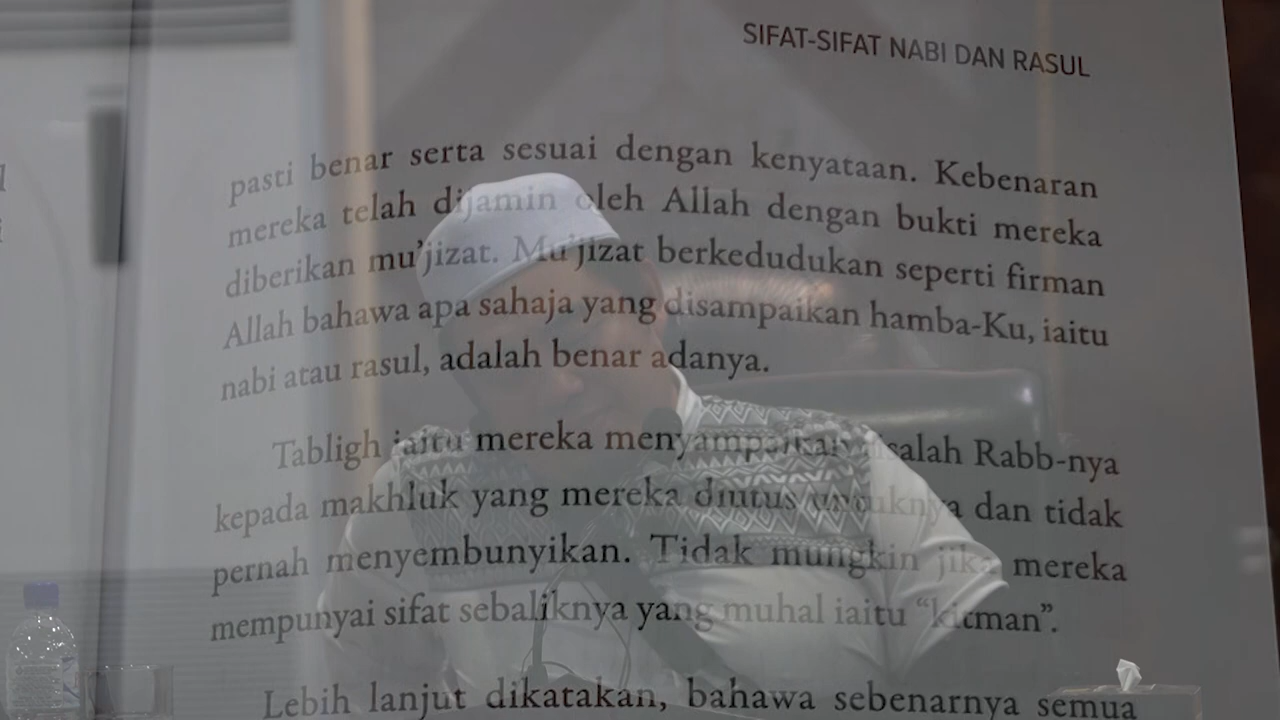 SIFAT-SIFAT NABI DAN RASUL
pasti benar serta sesuai dengan kenyataan. Kebenaran
mereka telah dijamin oleh Allah dengan bukti mereka
diberikan mu'jizat. Mu'jizat berkedudukan seperti firman
Allah bahawa apa sahaja yang disampaikan hamba-Ku, iaitu
nabi atau rasul, adalah benar adanya.
Tabligh iaitu mereka menyampaikan risalah Rabb-nya
kepada makhluk yang mereka diutus untuknya dan tidak
pernah menyembunyikan. Tidak mungkin jika mereka
mempunyai sifat sebaliknya yang muhal iaitu “kitman”.
Lebih lanjut dikatakan, bahawa sebenarnya semua